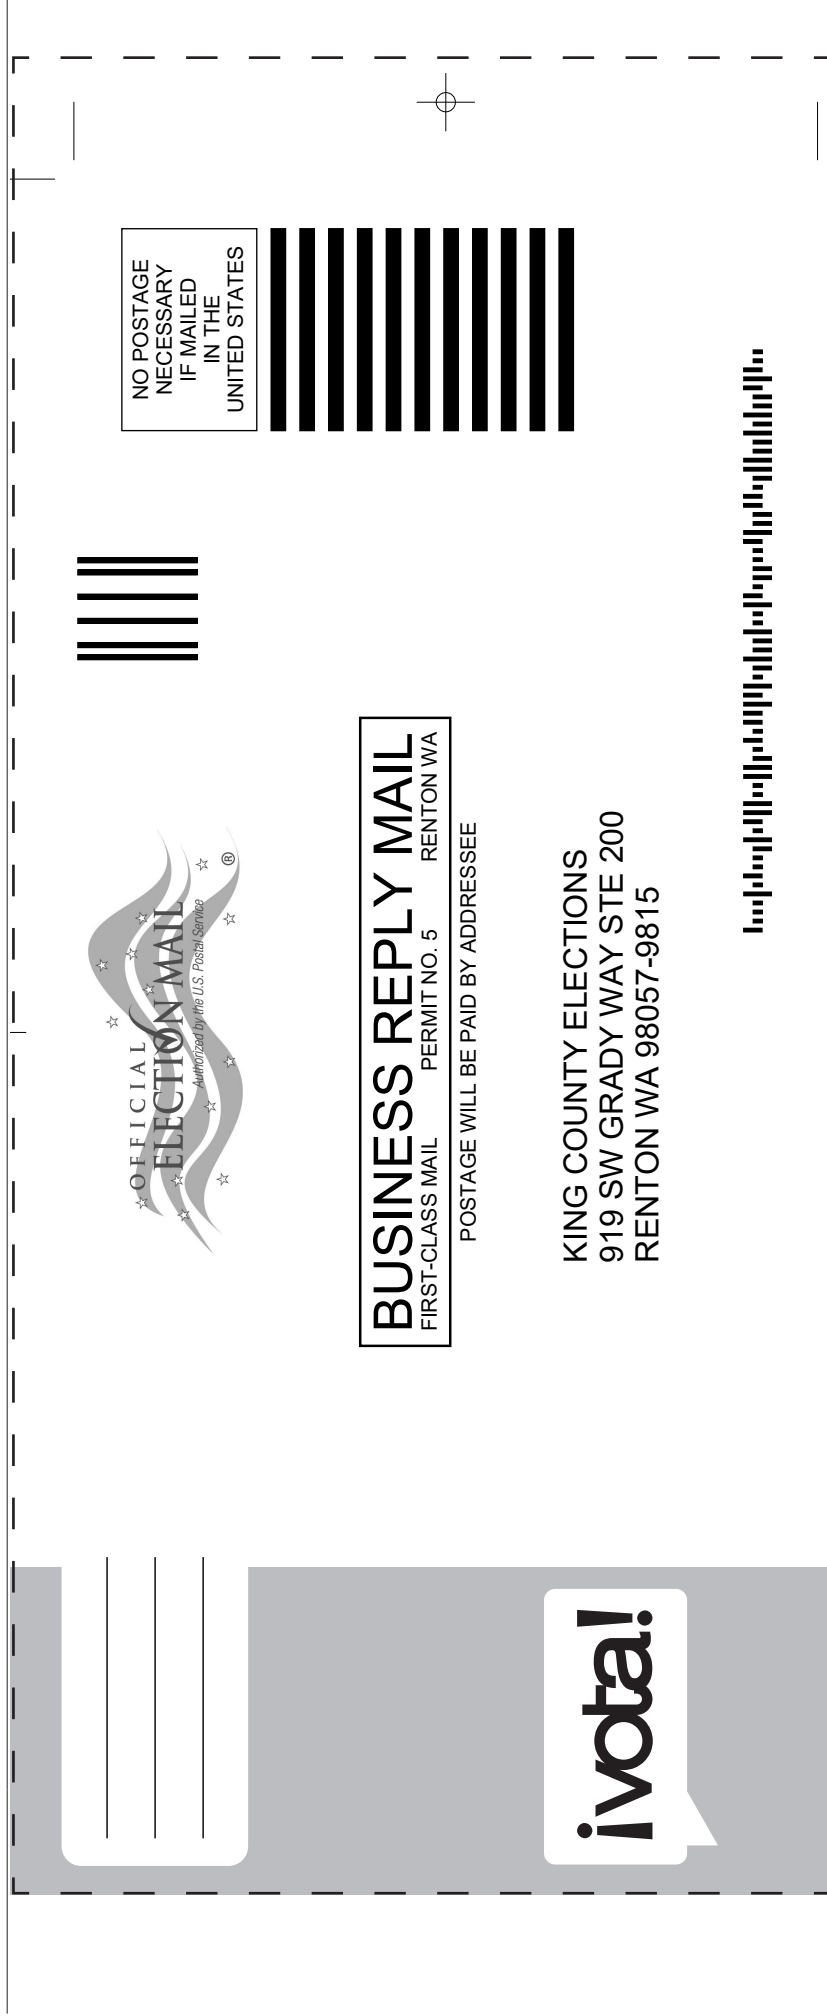 NO POSTAGE
NECESSARY
IF MAILED
IN THE
UNITED STATES
OFFICIAL
ELECTION MAIL
®
Authorized by the U.S. Postal Service
BUSINESS REPLY MAIL
FIRST-CLASS MAIL PERMIT NO. 5 RENTON WA
POSTAGE WILL BE PAID BY ADDRESSEE
KING COUNTY ELECTIONS
919 SW GRADY WAY STE 200
RENTON WA 98057-9815
¡vota!